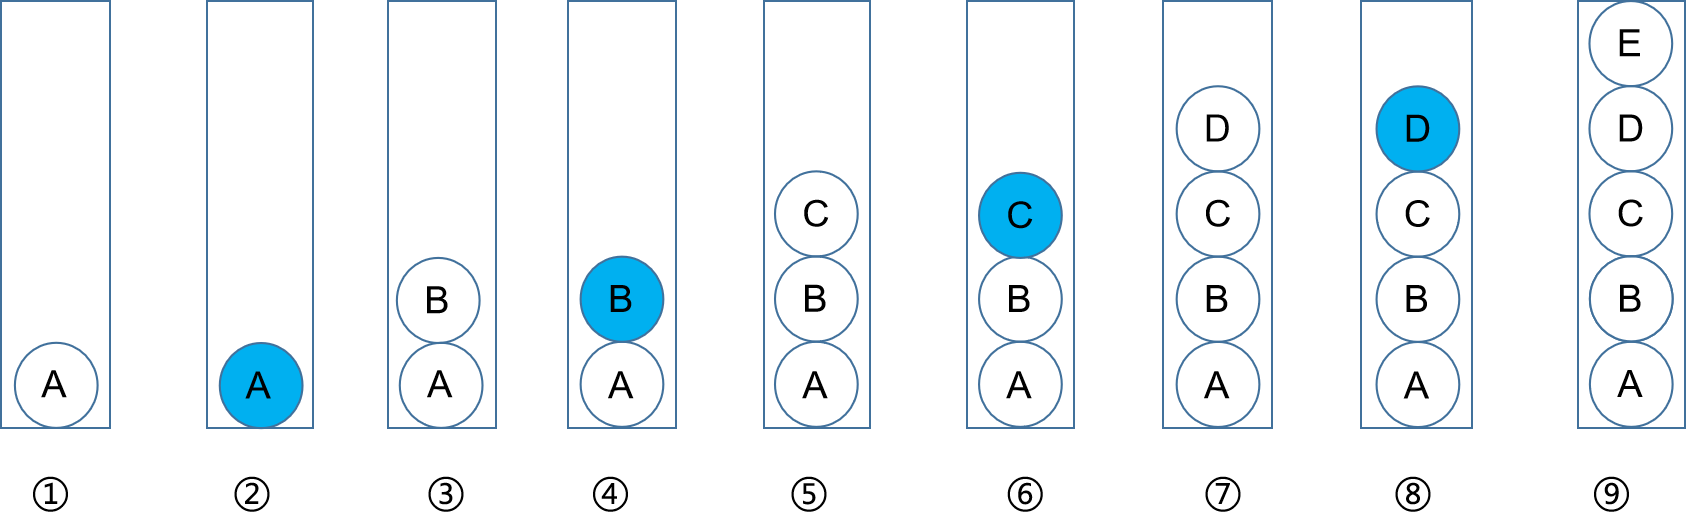 E
D D D
C C C C C
B B B B B B B
A A A A A A A A A
① ② ③ ④ ⑤ ⑥ ⑦ ⑧ ⑨